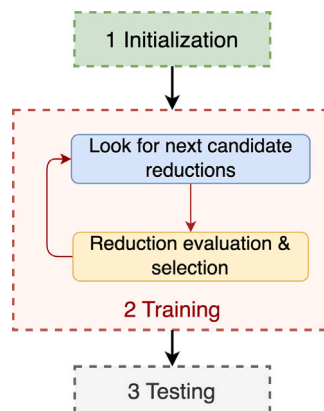 1 Initialization
Look for next candidate
reductions
Reduction evaluation &
selection
2 Training
3 Testing